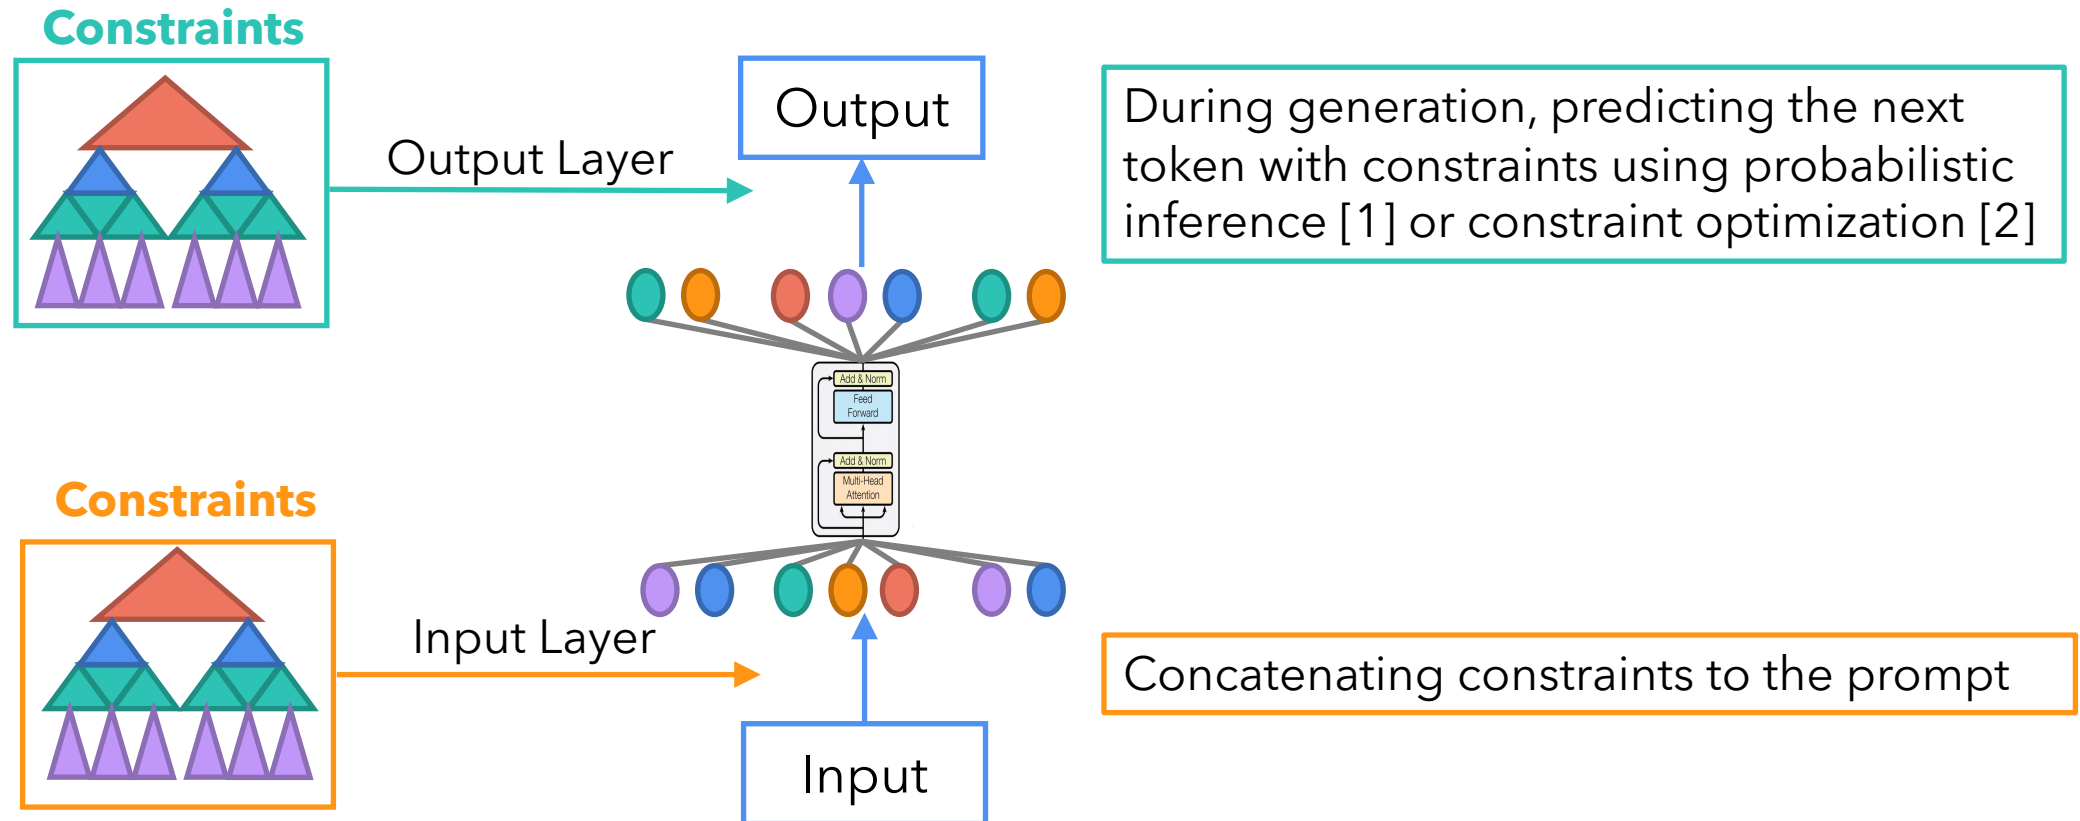 Constraints
Output Layer
Output
During generation, predicting the next
token with constraints using probabilistic
inference [1] or constraint optimization [2]
Add & Norm
Feed
Forward
Add & Norm
Multi-Head
Attention
Constraints
Input Layer
Concatenating constraints to the prompt
Input